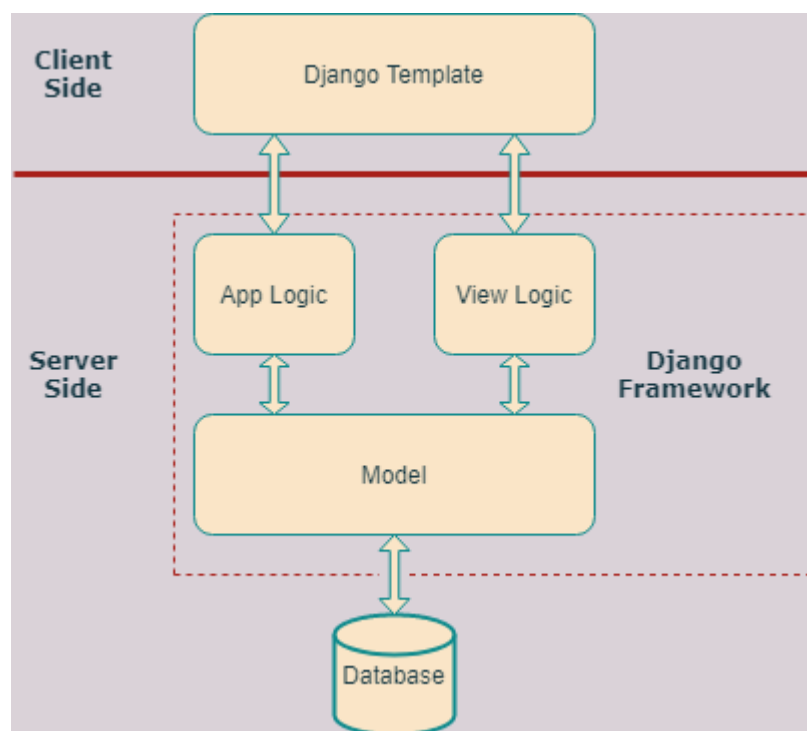 Client
Side
Django Template
App Logic
View Logic
Server
Side
Django
Framework
Model
Database